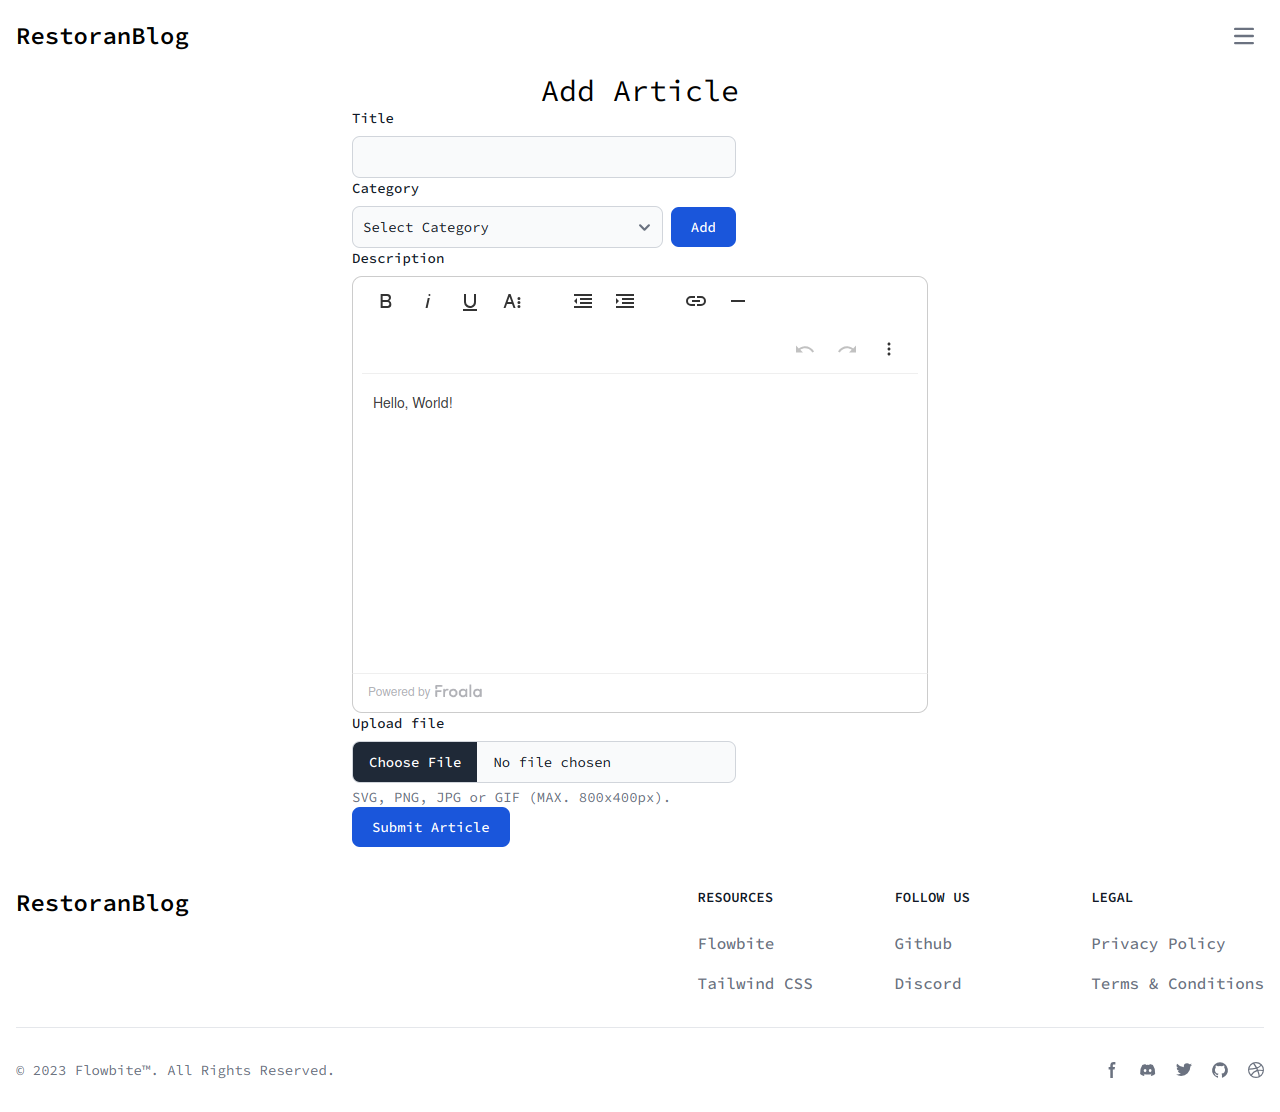 RestoranBlog
Add Article
Title
Category
Select Category
Add
Description
Hello, World!
Powered by Froala
Upload file
Choose File No file chosen
SVG, PNG, JPG or GIF (MAX. 800x400px).
Submit Article
RestoranBlog
RESOURCES
Flowbite
Tailwind CSS
FOLLOW US
Github
Discord
LEGAL
Privacy Policy
Terms & Conditions
© 2023 Flowbite™. All Rights Reserved.